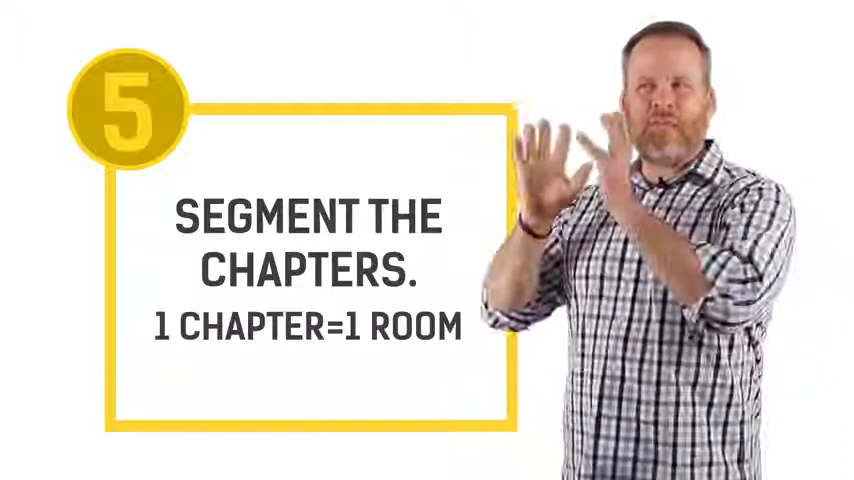 5
SEGMENT THE
CHAPTERS.
1 CHAPTER=1 ROOM